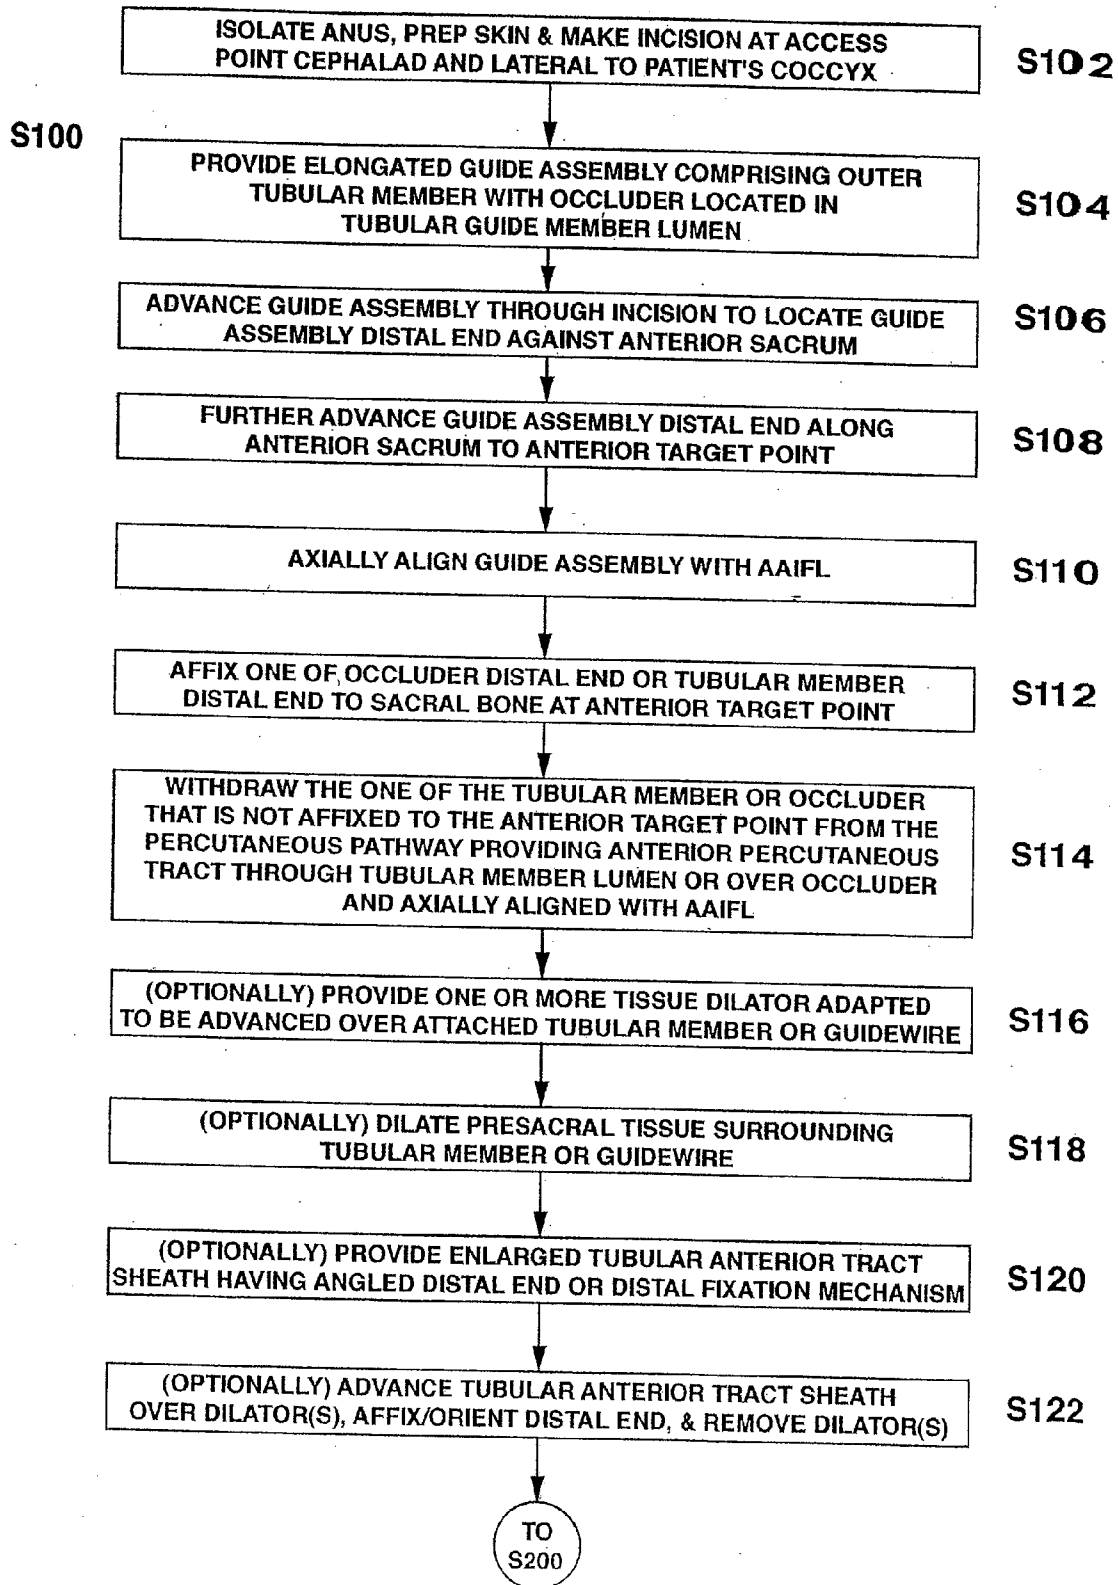 ISOLATE ANUS, PREP SKIN & MAKE INCISION AT ACCESS
POINT CEPHALAD AND LATERAL TO PATIENT'S COCCYX
S102
S100
PROVIDE ELONGATED GUIDE ASSEMBLY COMPRISING OUTER
TUBULAR MEMBER WITH OCCLUDER LOCATED IN
TUBULAR GUIDE MEMBER LUMEN
S104
ADVANCE GUIDE ASSEMBLY THROUGH INCISION TO LOCATE GUIDE
ASSEMBLY DISTAL END AGAINST ANTERIOR SACRUM
S106
FURTHER ADVANCE GUIDE ASSEMBLY DISTAL END ALONG
ANTERIOR SACRUM TO ANTERIOR TARGET POINT
S108
AXIALLY ALIGN GUIDE ASSEMBLY WITH AAIFL
S110
AFFIX ONE OF OCCLUDER DISTAL END OR TUBULAR MEMBER
DISTAL END TO SACRAL BONE AT ANTERIOR TARGET POINT
S112
WITHDRAW THE ONE OF THE TUBULAR MEMBER OR OCCLUDER
THAT IS NOT AFFIXED TO THE ANTERIOR TARGET POINT FROM THE
PERCUTANEOUS PATHWAY PROVIDING ANTERIOR PERCUTANEOUS
TRACT THROUGH TUBULAR MEMBER LUMEN OR OVER OCCLUDER
AND AXIALLY ALIGNED WITH AAIFL
S114
(OPTIONALLY) PROVIDE ONE OR MORE TISSUE DILATOR ADAPTED
TO BE ADVANCED OVER ATTACHED TUBULAR MEMBER OR GUIDEWIRE
S116
(OPTIONALLY) DILATE PRESACRAL TISSUE SURROUNDING
TUBULAR MEMBER OR GUIDEWIRE
S118
(OPTIONALLY) PROVIDE ENLARGED TUBULAR ANTERIOR TRACT
SHEATH HAVING ANGLED DISTAL END OR DISTAL FIXATION MECHANISM
S120
(OPTIONALLY) ADVANCE TUBULAR ANTERIOR TRACT SHEATH
OVER DILATOR(S), AFFIX/ORIENT DISTAL END, & REMOVE DILATOR(S)
S122
TO
S200